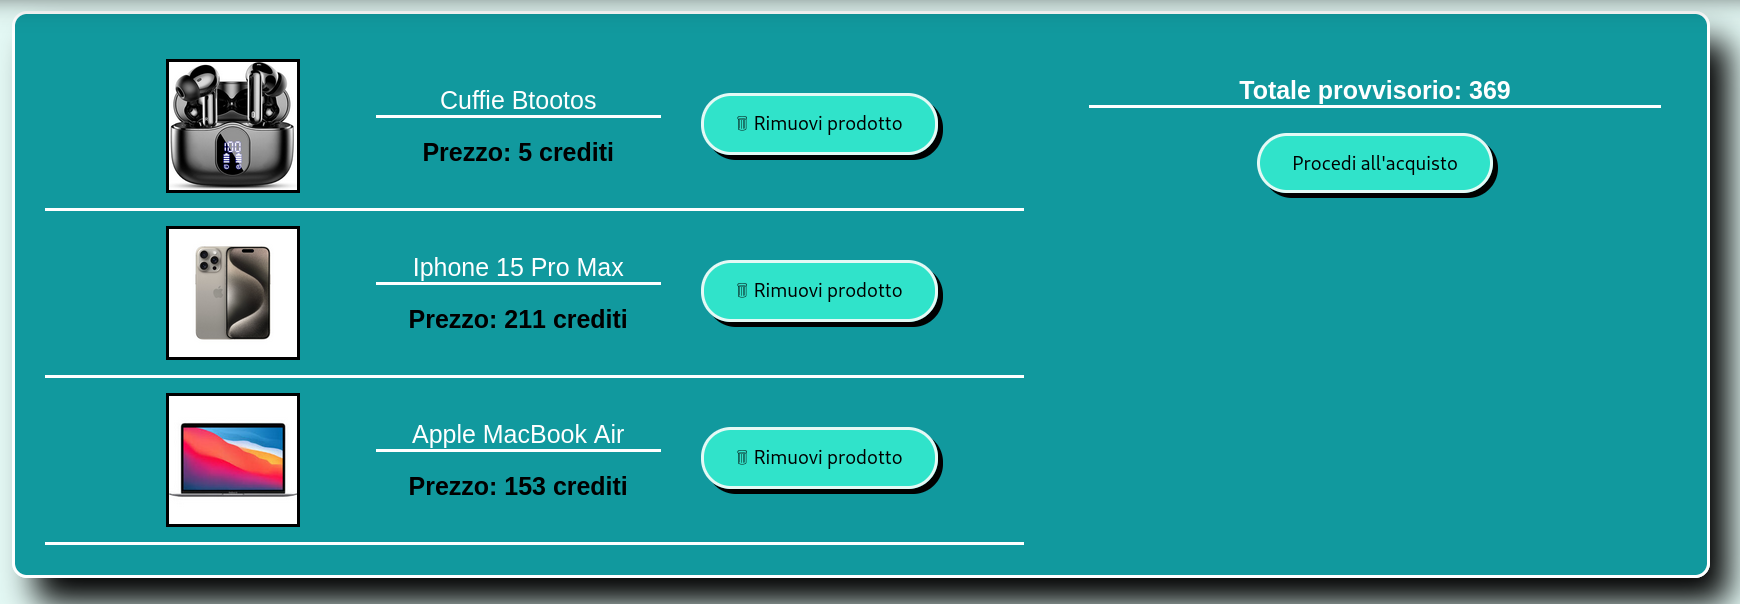 Cuffie Btootos
Prezzo: 5 crediti
Rimuovi prodotto
Iphone 15 Pro Max
Prezzo: 211 crediti
Rimuovi prodotto
Apple MacBook Air
Prezzo: 153 crediti
Rimuovi prodotto
Totale provvisorio: 369
Procedi all'acquisto